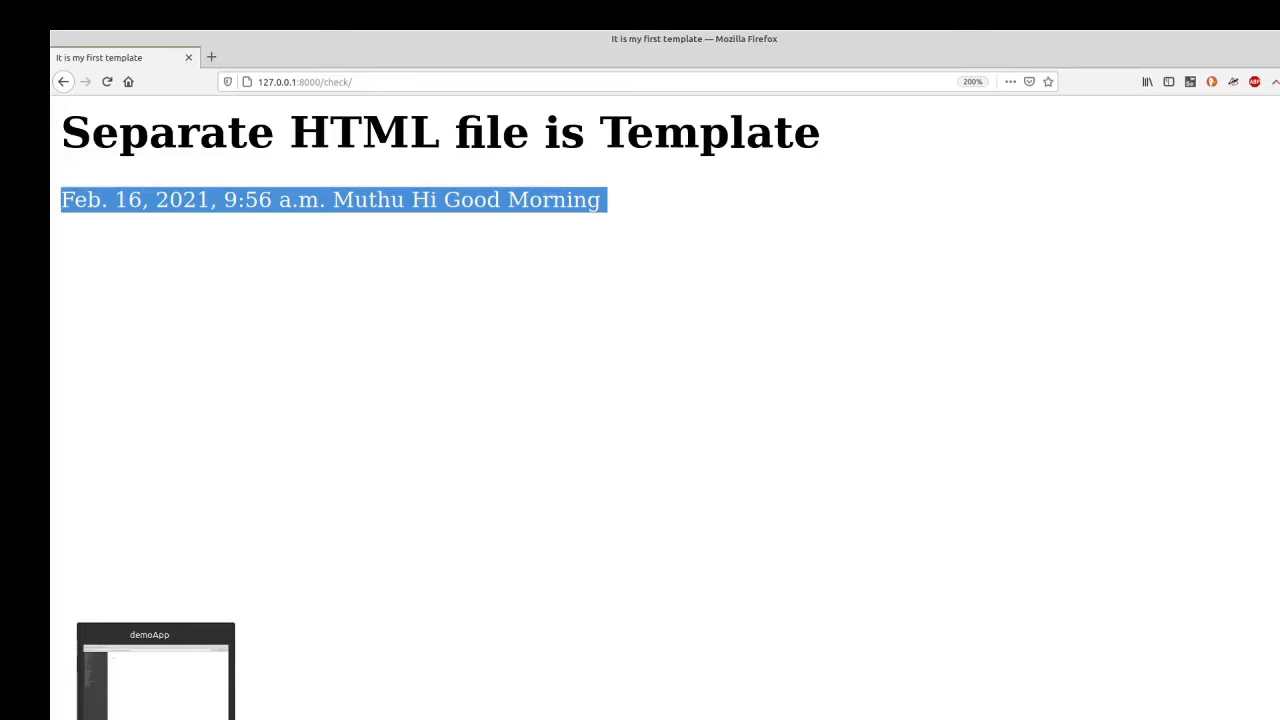 It is my first template — Mozilla Firefox
It is my first template
127.0.0.1:8000/check/
200%
ABP
Separate HTML file is Template
Feb. 16, 2021, 9:56 a.m. Muthu Hi Good Morning
demoApp